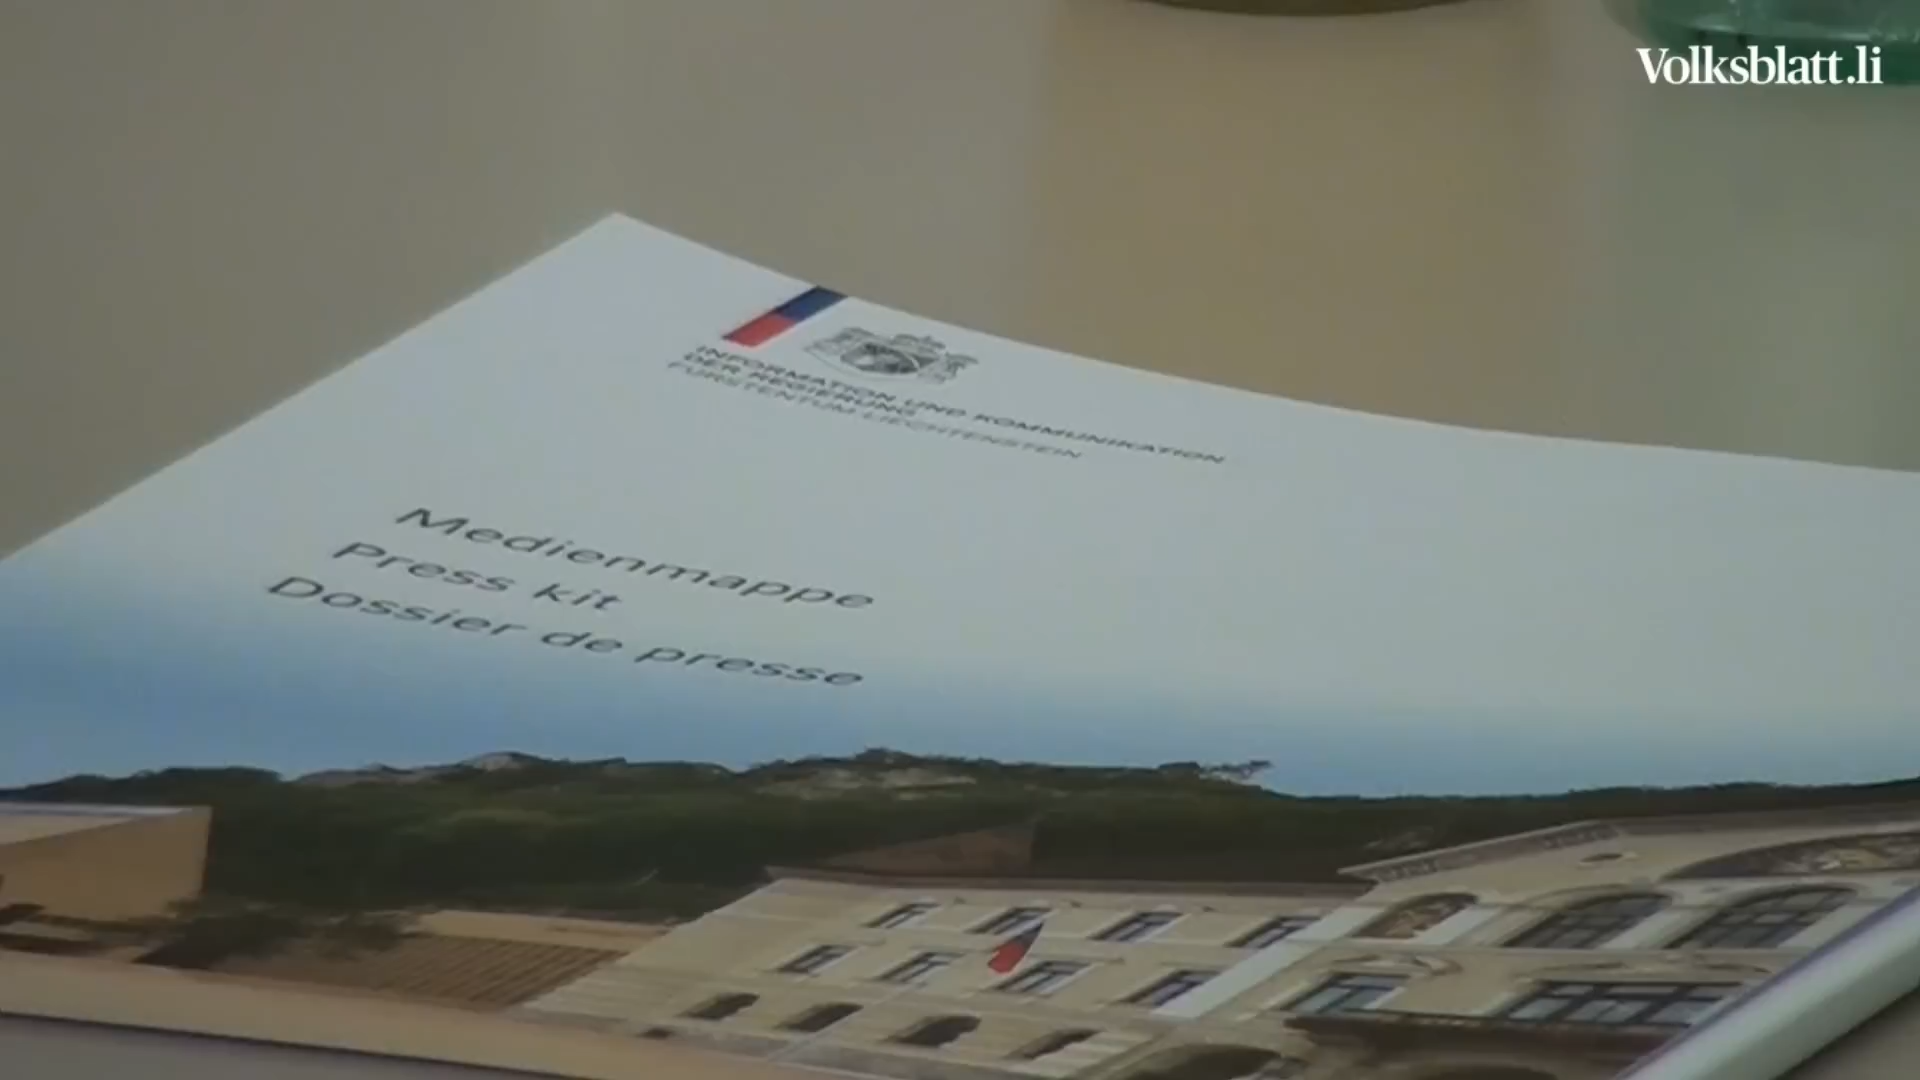 Volksblatt.li
INFORMATION UND KOMMUNIKATION
DER REGIERUNG
FÜRSTENTUM LIECHTENSTEIN
Medienmappe
Press kit
Dossier de presse